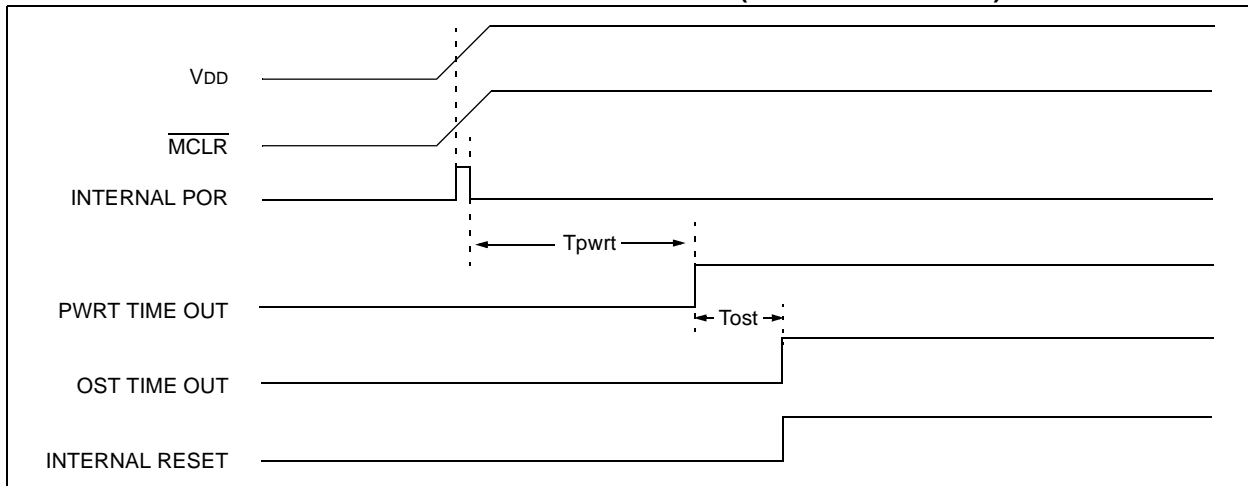 VDD
MCLR
INTERNAL POR
Tpwrt
PWRT TIME OUT
Tost
OST TIME OUT
INTERNAL RESET